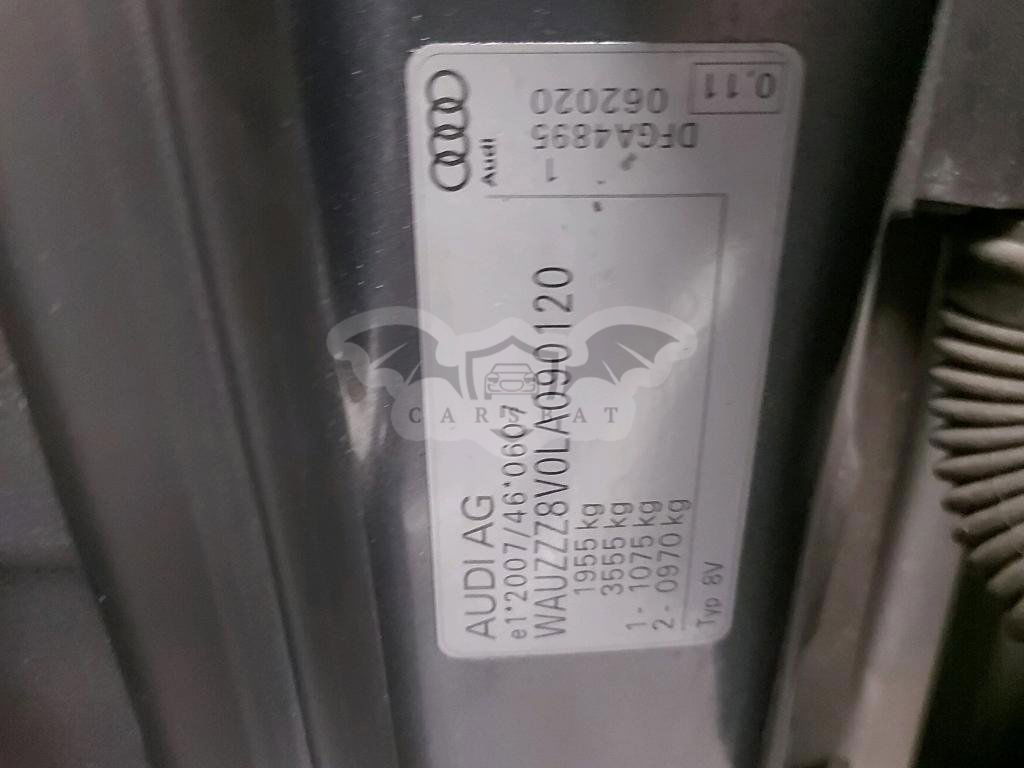 AUDI AG
e1*2007/46*0607
WAUZZZ8V0LA090120
1955 kg
3555 kg
1- 1075 kg
2- 0970 kg
Typ 8V
Audi
1
DFGA4895
062020
0.11